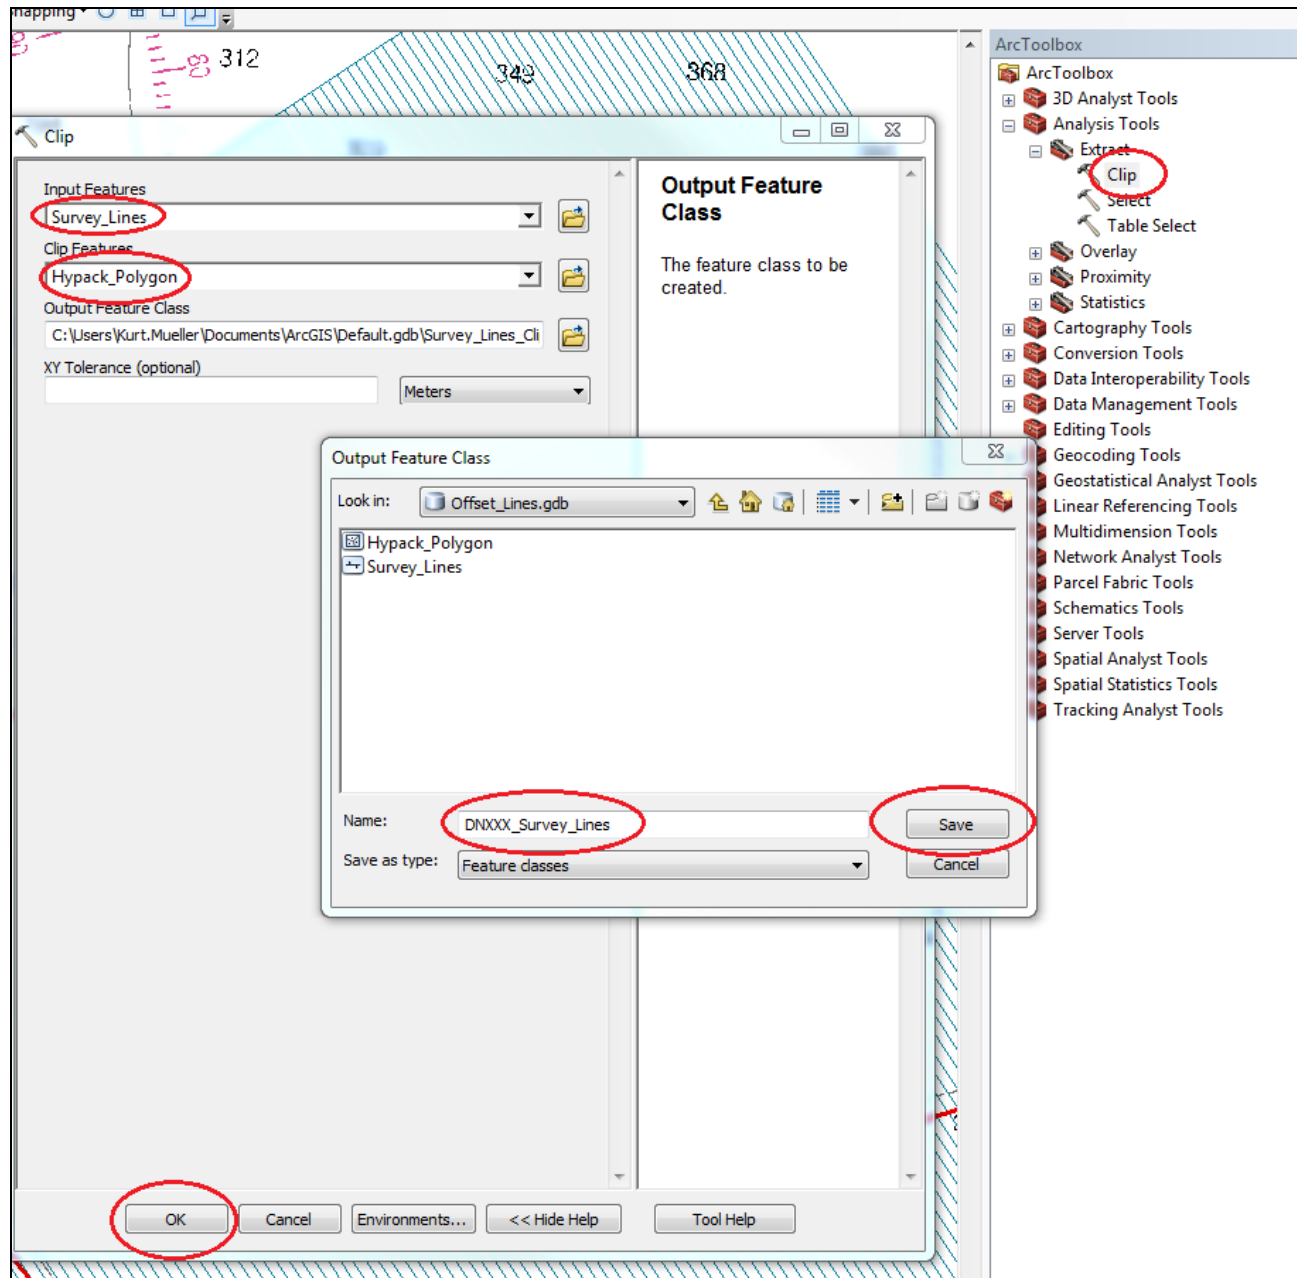 312
349
368
Clip
Input Features
Survey_Lines
Clip Features
Hypack_Polygon
Output Feature Class
C:\Users\Kurt.Mueller\Documents\ArcGIS\Default.gdb\Survey_Lines_Cli
XY Tolerance (optional)
Meters
Output Feature
Class
The feature class to be
created.
Output Feature Class
Look in:
Offset_Lines.gdb
Hypack_Polygon
Survey_Lines
Name:
DNXXX_Survey_Lines
Save
Save as type:
Feature classes
Cancel
OK
Cancel
Environments...
<< Hide Help
Tool Help
ArcToolbox
ArcToolbox
3D Analyst Tools
Analysis Tools
Extract
Clip
Select
Table Select
Overlay
Proximity
Statistics
Cartography Tools
Conversion Tools
Data Interoperability Tools
Data Management Tools
Editing Tools
Geocoding Tools
Geostatistical Analyst Tools
Linear Referencing Tools
Multidimension Tools
Network Analyst Tools
Parcel Fabric Tools
Schematics Tools
Server Tools
Spatial Analyst Tools
Spatial Statistics Tools
Tracking Analyst Tools